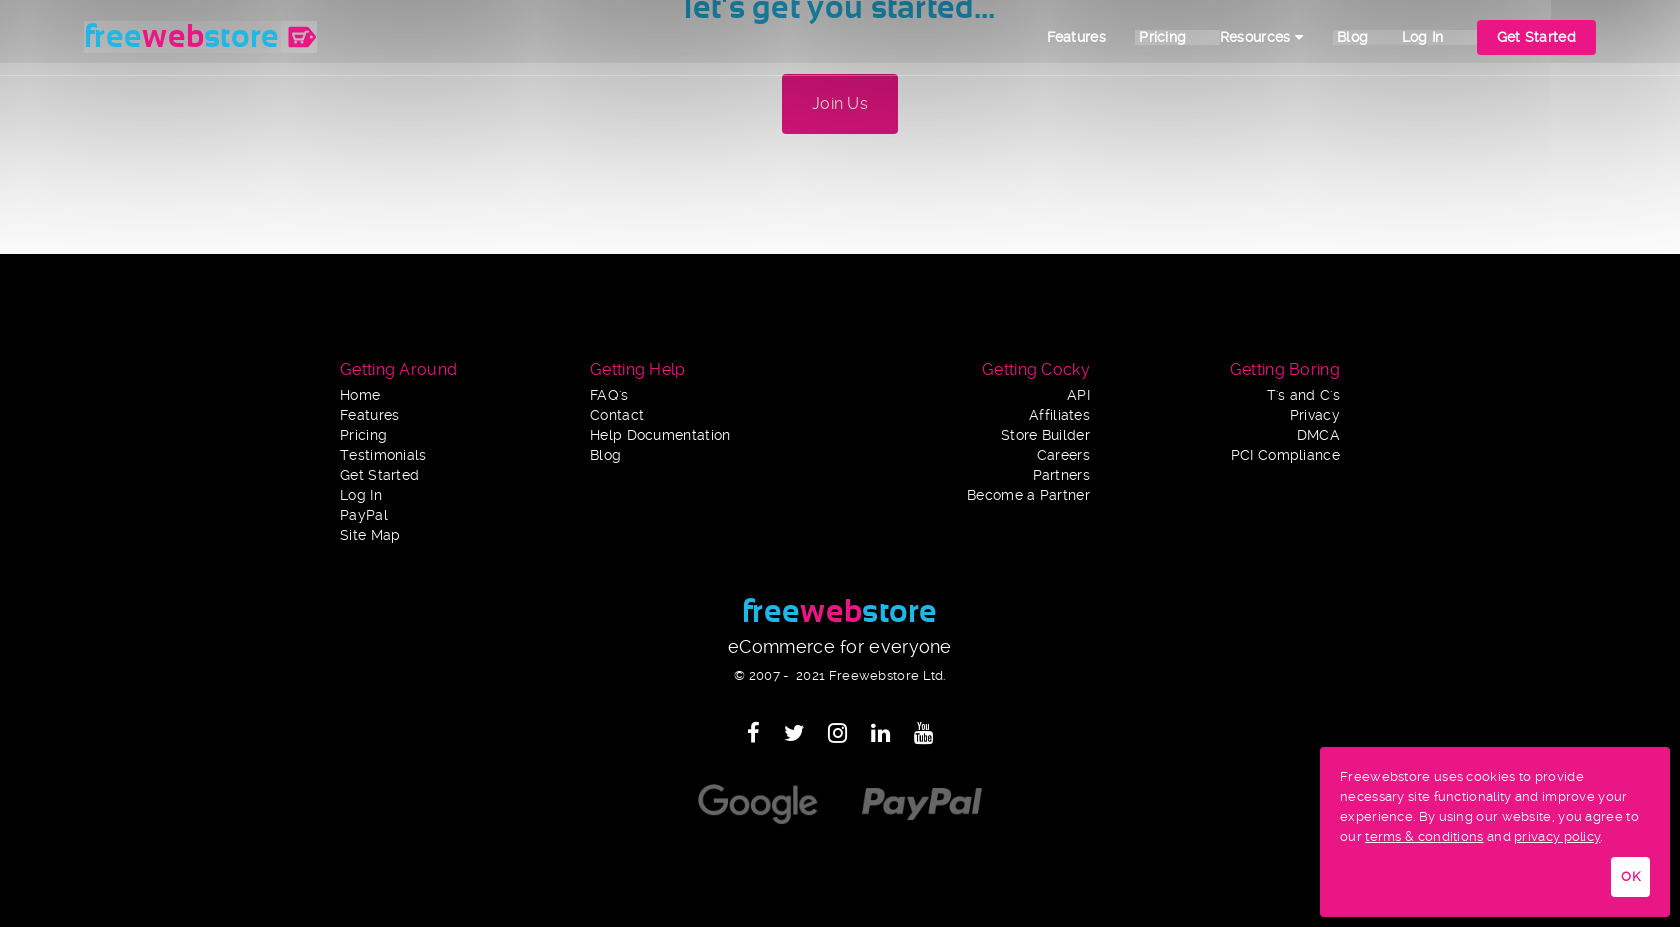 let's get you started...
freewebstore
Features Pricing Resources Blog Log In Get Started
Join Us
Getting Around
Home
Features
Pricing
Testimonials
Get Started
Log In
PayPal
Site Map
Getting Help
FAQ's
Contact
Help Documentation
Blog
Getting Cocky
API
Affiliates
Store Builder
Careers
Partners
Become a Partner
Getting Boring
T's and C's
Privacy
DMCA
PCI Compliance
freewebstore
eCommerce for everyone
© 2007 - 2021 Freewebstore Ltd.
You Tube
Google PayPal
Freewebstore uses cookies to provide
necessary site functionality and improve your
experience. By using our website, you agree to
our terms & conditions and privacy policy.
OK